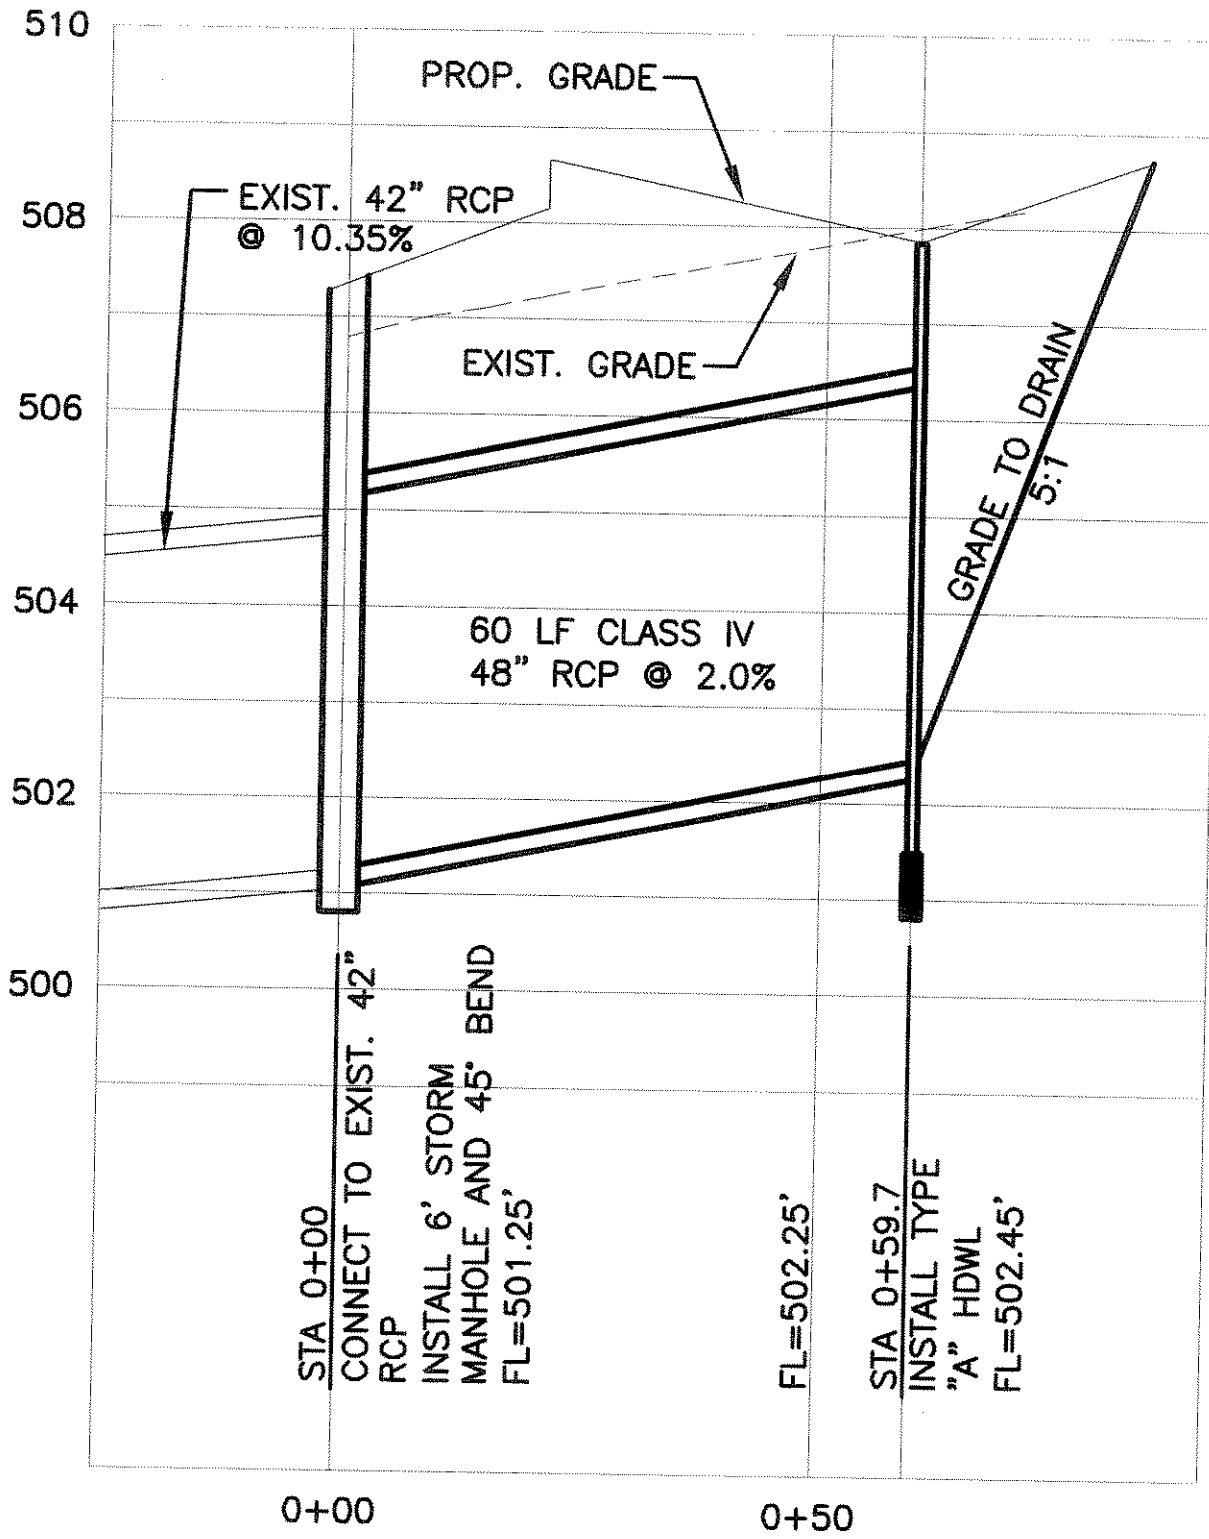 510
PROP. GRADE
EXIST. 42" RCP
@ 10.35%
508
EXIST. GRADE
506
GRADE TO DRAIN
5:1
504
60 LF CLASS IV
48" RCP @ 2.0%
502
500
STA 0+00
CONNECT TO EXIST. 42"
RCP
INSTALL 6' STORM
MANHOLE AND 45° BEND
FL=501.25'
FL=502.25'
STA 0+59.7
INSTALL TYPE
"A" HDWL
FL=502.45'
0+00
0+50